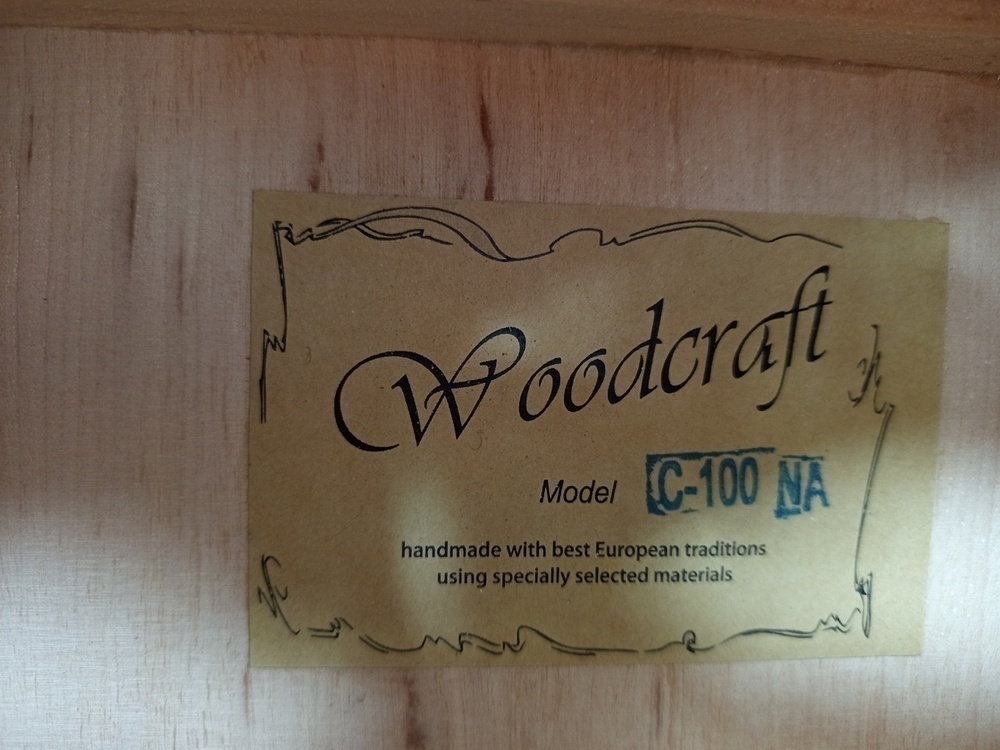 Woodcraft
Model C-100 NA
handmade with best European traditions
using specially selected materials